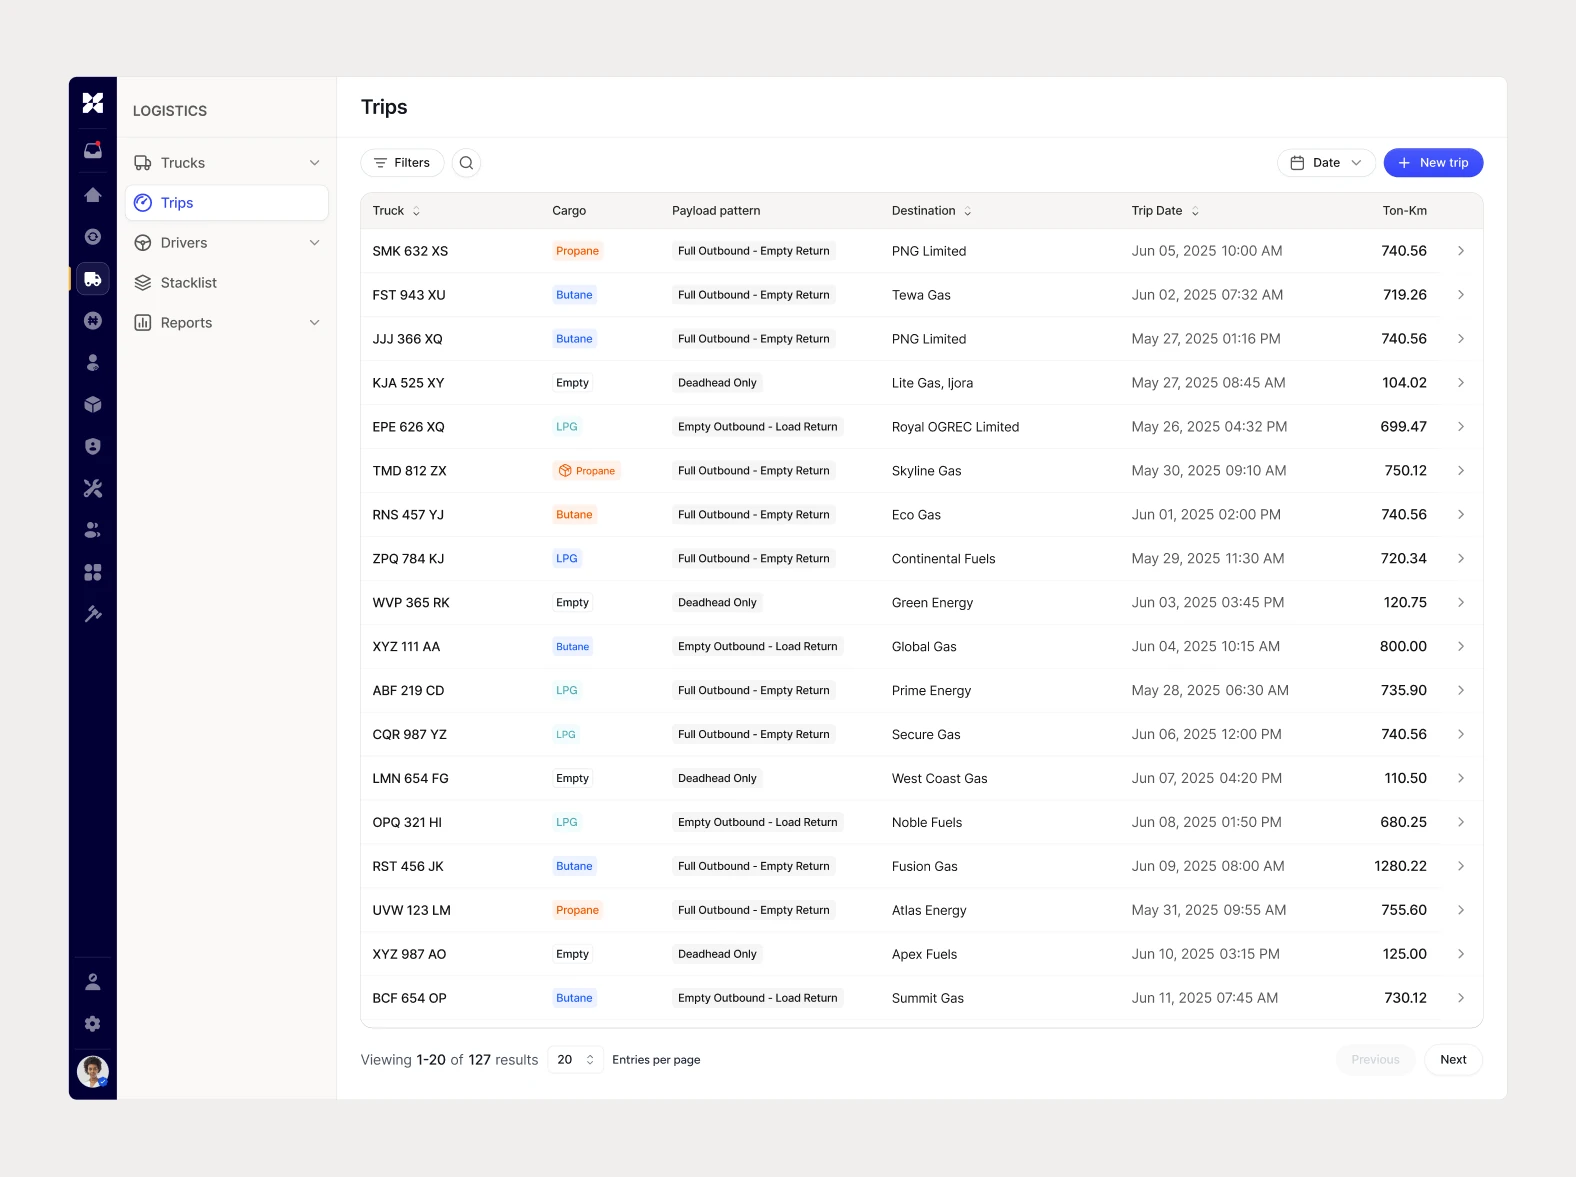 LOGISTICS
Trucks
Trips
Drivers
Stacklist
Reports
Trips
Filters
Date
New trip
Truck Cargo Payload pattern Destination Trip Date Ton-Km
SMK 632 XS Propane Full Outbound - Empty Return PNG Limited Jun 05, 2025 10:00 AM 740.56
FST 943 XU Butane Full Outbound - Empty Return Tewa Gas Jun 02, 2025 07:32 AM 719.26
JJJ 366 XQ Butane Full Outbound - Empty Return PNG Limited May 27, 2025 01:16 PM 740.56
KJA 525 XY Empty Deadhead Only Lite Gas, Ijora May 27, 2025 08:45 AM 104.02
EPE 626 XQ LPG Empty Outbound - Load Return Royal OGREC Limited May 26, 2025 04:32 PM 699.47
TMD 812 ZX Propane Full Outbound - Empty Return Skyline Gas May 30, 2025 09:10 AM 750.12
RNS 457 YJ Butane Full Outbound - Empty Return Eco Gas Jun 01, 2025 02:00 PM 740.56
ZPQ 784 KJ LPG Full Outbound - Empty Return Continental Fuels May 29, 2025 11:30 AM 720.34
WVP 365 RK Empty Deadhead Only Green Energy Jun 03, 2025 03:45 PM 120.75
XYZ 111 AA Butane Empty Outbound - Load Return Global Gas Jun 04, 2025 10:15 AM 800.00
ABF 219 CD LPG Full Outbound - Empty Return Prime Energy May 28, 2025 06:30 AM 735.90
CQR 987 YZ LPG Full Outbound - Empty Return Secure Gas Jun 06, 2025 12:00 PM 740.56
LMN 654 FG Empty Deadhead Only West Coast Gas Jun 07, 2025 04:20 PM 110.50
OPQ 321 HI LPG Empty Outbound - Load Return Noble Fuels Jun 08, 2025 01:50 PM 680.25
RST 456 JK Butane Full Outbound - Empty Return Fusion Gas Jun 09, 2025 08:00 AM 1280.22
UVW 123 LM Propane Full Outbound - Empty Return Atlas Energy May 31, 2025 09:55 AM 755.60
XYZ 987 AO Empty Deadhead Only Apex Fuels Jun 10, 2025 03:15 PM 125.00
BCF 654 OP Butane Empty Outbound - Load Return Summit Gas Jun 11, 2025 07:45 AM 730.12
Viewing 1-20 of 127 results 20 Entries per page Previous Next